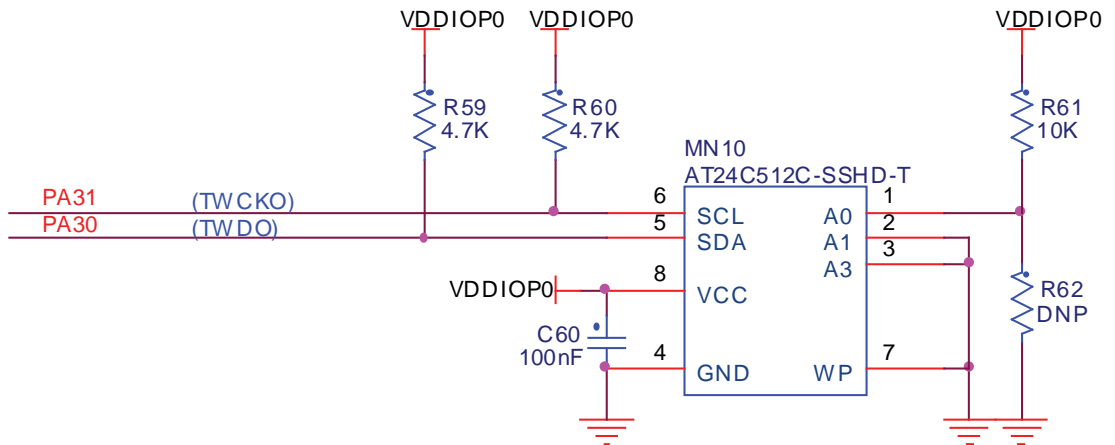 VDDIOP0 VDDIOP0 VDDIOP0
R59
4.7K
R60
4.7K
R61
10K
MN10
AT24C512C-SSHD-T
PA31 (TWCKO)
PA30 (TWDO)
6 SCL A0 1
5 SDA A1 2
A3 3
VDDIOP0 8 VCC
R62
DNP
C60
100nF
4 GND WP 7